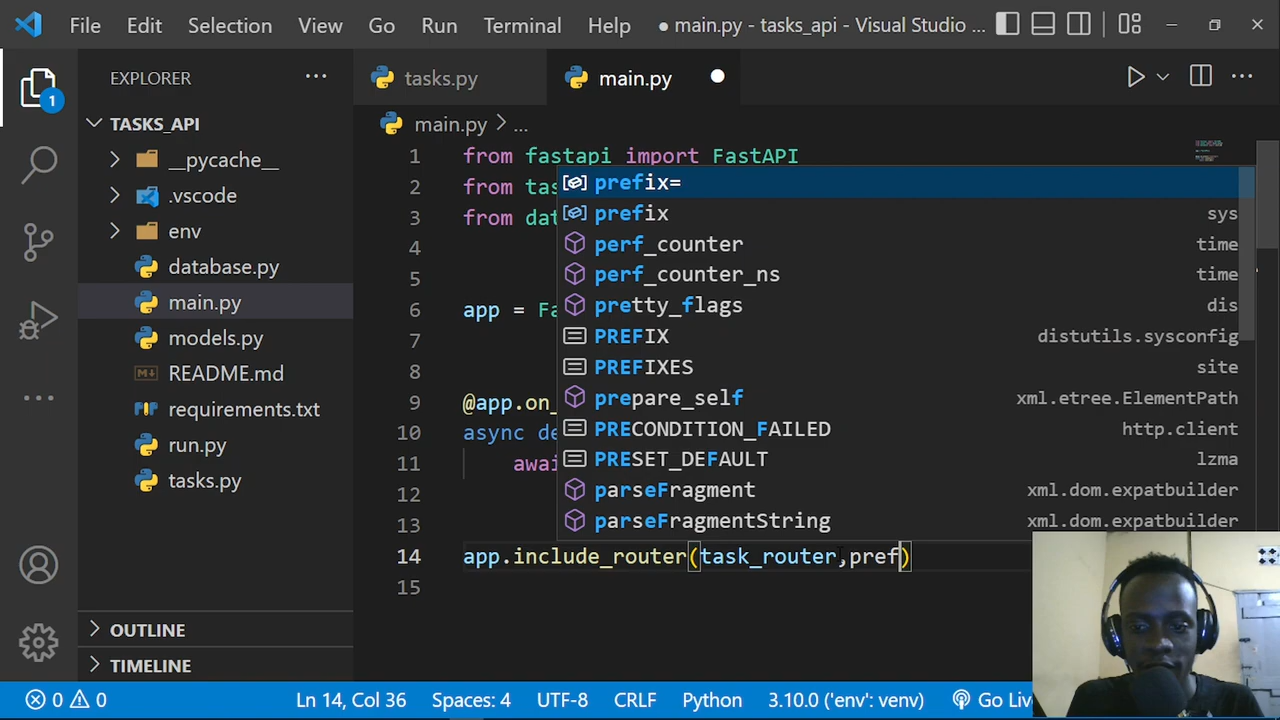 File Edit Selection View Go Run Terminal Help ● main.py - tasks_api - Visual Studio ...
EXPLORER ...
tasks.py main.py
1
TASKS_API
main.py > ...
__pycache__
.vscode
env
database.py
main.py
models.py
README.md
requirements.txt
run.py
tasks.py
OUTLINE
TIMELINE
1 from fastapi import FastAPI
2 from tas
3 from dat
4
5
6 app = Fa
7
8
9 @app.on_
10 async de
11 awai
12
13
14 app.include_router(task_router,pref)
15
prefix=
prefix sys
perf_counter time
perf_counter_ns time
pretty_flags dis
PREFIX distutils.sysconfig
PREFIXES site
prepare_self xml.etree.ElementPath
PRECONDITION_FAILED http.client
PRESET_DEFAULT lzma
parseFragment xml.dom.expatbuilder
parseFragmentString xml.dom.expatbuilder
0 0 Ln 14, Col 36 Spaces: 4 UTF-8 CRLF Python 3.10.0 ('env': venv) Go Liv